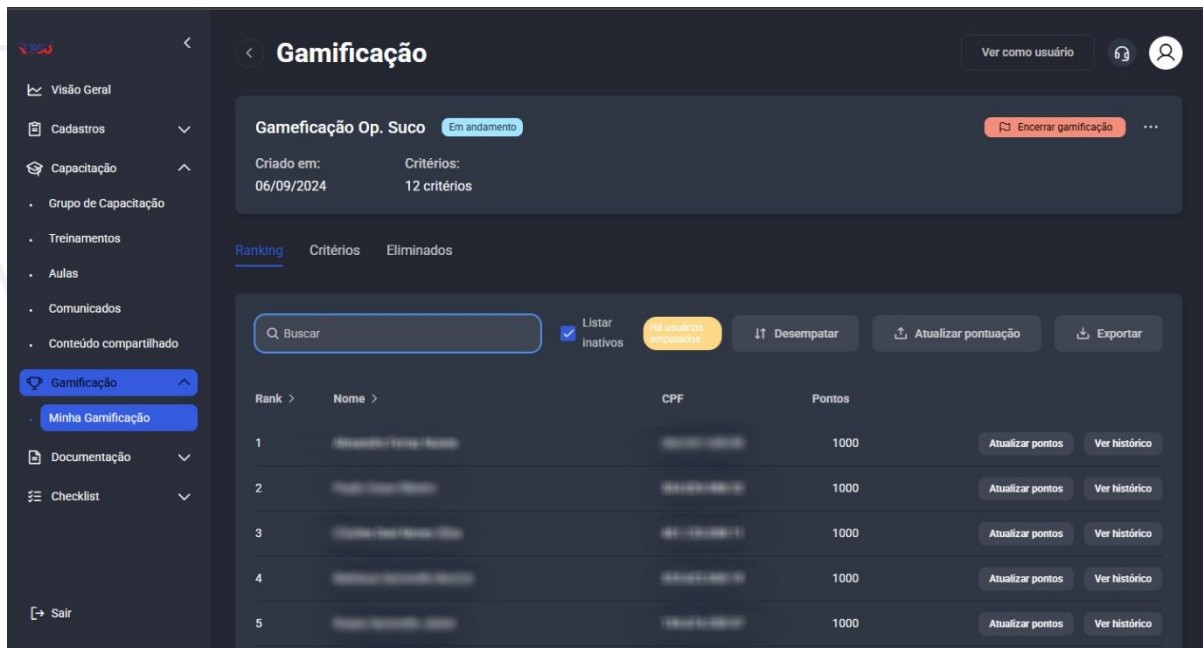 R360
Gamificação
Ver como usuário
Visão Geral
Cadastros
Capacitação
Grupo de Capacitação
Treinamentos
Aulas
Comunicados
Conteúdo compartilhado
Gamificação
Minha Gamificação
Documentação
Checklist
Sair
Gameficação Op. Suco
Em andamento
Encerrar gamificação
Criado em: Critérios:
06/09/2024 12 critérios
Ranking Critérios Eliminados
Buscar
Listar
inativos
Há usuários
empatados
Desempatar
Atualizar pontuação
Exportar
Rank Nome CPF Pontos
1 1000 Atualizar pontos Ver histórico
2 1000 Atualizar pontos Ver histórico
3 1000 Atualizar pontos Ver histórico
4 1000 Atualizar pontos Ver histórico
5 1000 Atualizar pontos Ver histórico